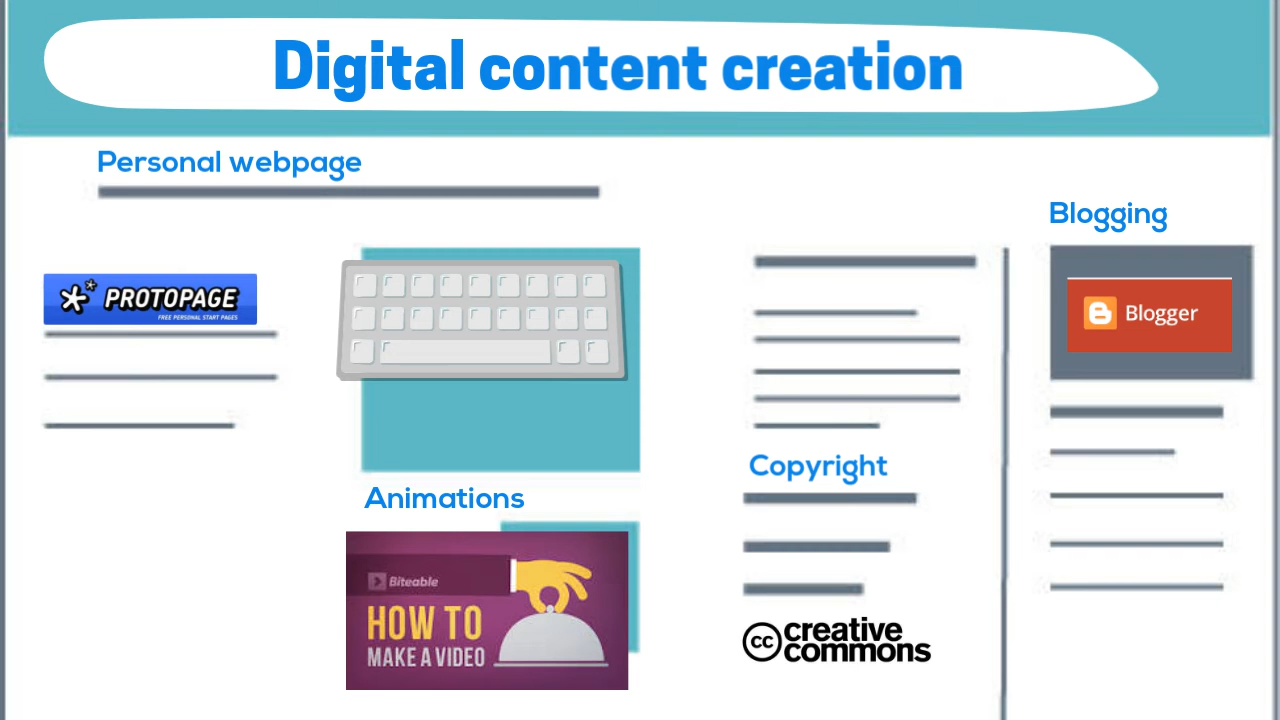 Digital content creation
Personal webpage
PROTOPAGE
FREE PERSONAL START PAGES
Animations
Biteable
HOW TO
MAKE A VIDEO
Copyright
cc creative
commons
Blogging
Blogger